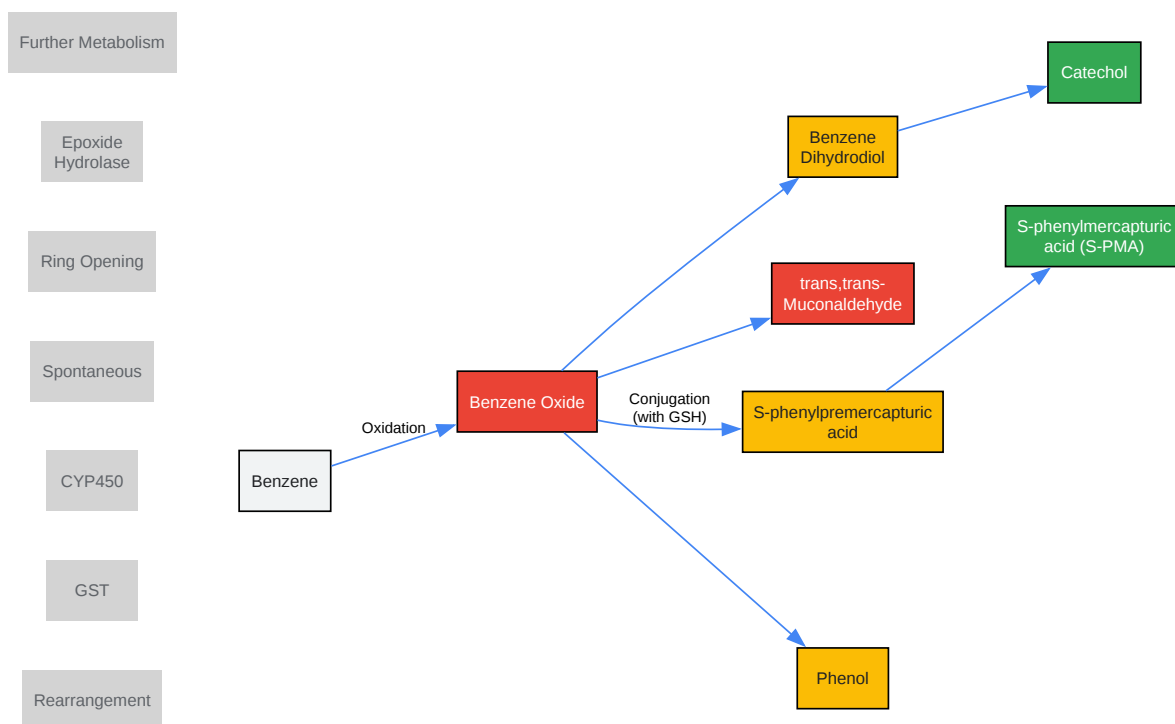 Further Metabolism
Epoxide
Hydrolase
Ring Opening
Spontaneous
CYP450
GST
Rearrangement
Benzene
Oxidation
Benzene Oxide
Conjugation
(with GSH)
Benzene
Dihydrodiol
trans,trans-
Muconaldehyde
S-phenylpremercapturic
acid
Phenol
Catechol
S-phenylmercapturic
acid (S-PMA)